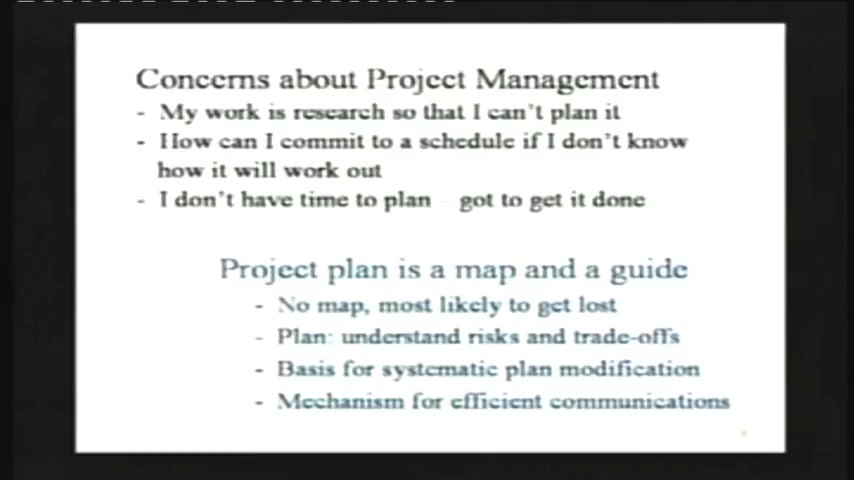 Concerns about Project Management
- My work is research so that I can't plan it
- How can I commit to a schedule if I don't know
how it will work out
- I don't have time to plan – got to get it done
Project plan is a map and a guide
- No map, most likely to get lost
- Plan: understand risks and trade-offs
- Basis for systematic plan modification
- Mechanism for efficient communications